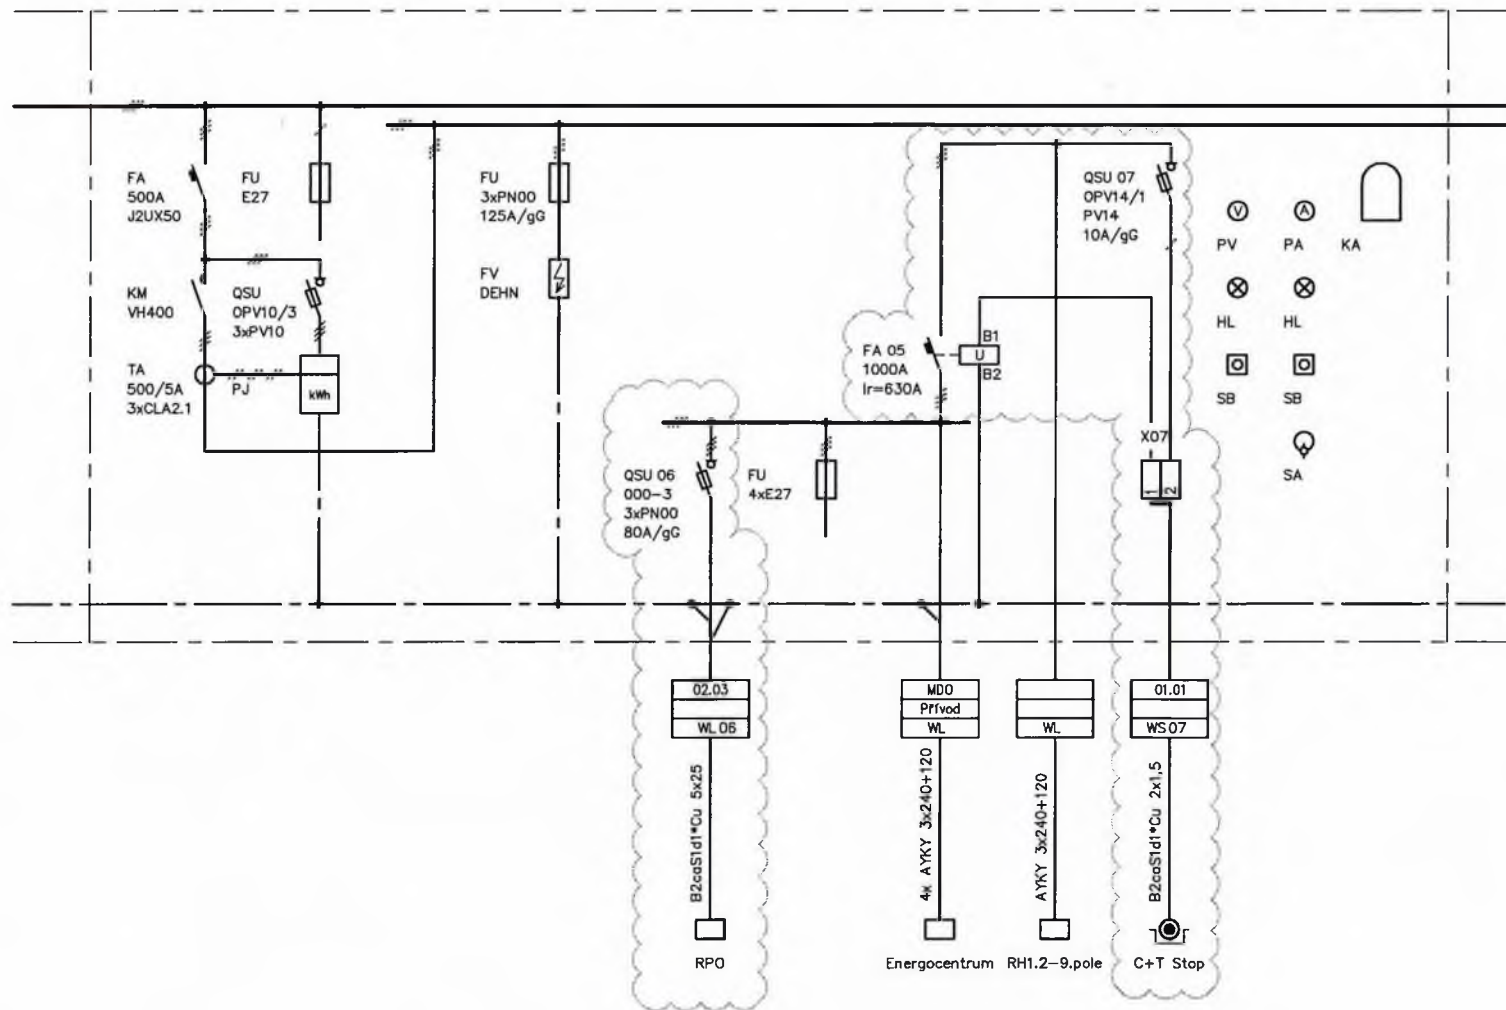 FA
500A
J2UX50
FU
E27
KM
VH400
QSU
OPV10/3
3xPV10
TA
500/5A
3xCLA2.1
PJ
kWh
FU
3xPN00
125A/gG
FV
DEHN
QSU 06
000-3
3xPN00
80A/gG
FU
4xE27
FA 05
1000A
Ir=630A
B1
U
B2
QSU 07
OPV14/1
PV14
10A/gG
X07
1
2
V
A
PV
PA
KA
HL
HL
SB
SB
SA
02.03
WL 06
B2caS1d1*Cu 5x25
RPO
MDO
Přívod
WL
4x AYKY 3x240+120
Energocentrum
WL
AYKY 3x240+120
RH1.2-9.pole
01.01
WS 07
B2caS1d1*Cu 2x1,5
C+T Stop